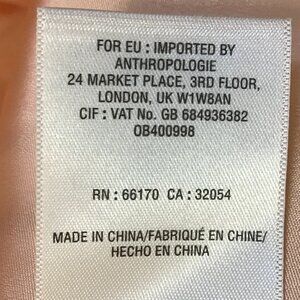 FOR EU : IMPORTED BY
ANTHROPOLOGIE
24 MARKET PLACE, 3RD FLOOR,
LONDON, UK W1W8AN
CIF : VAT No. GB 684936382
OB400998
RN : 66170 CA : 32054
MADE IN CHINA/FABRIQUÉ EN CHINE/
HECHO EN CHINA